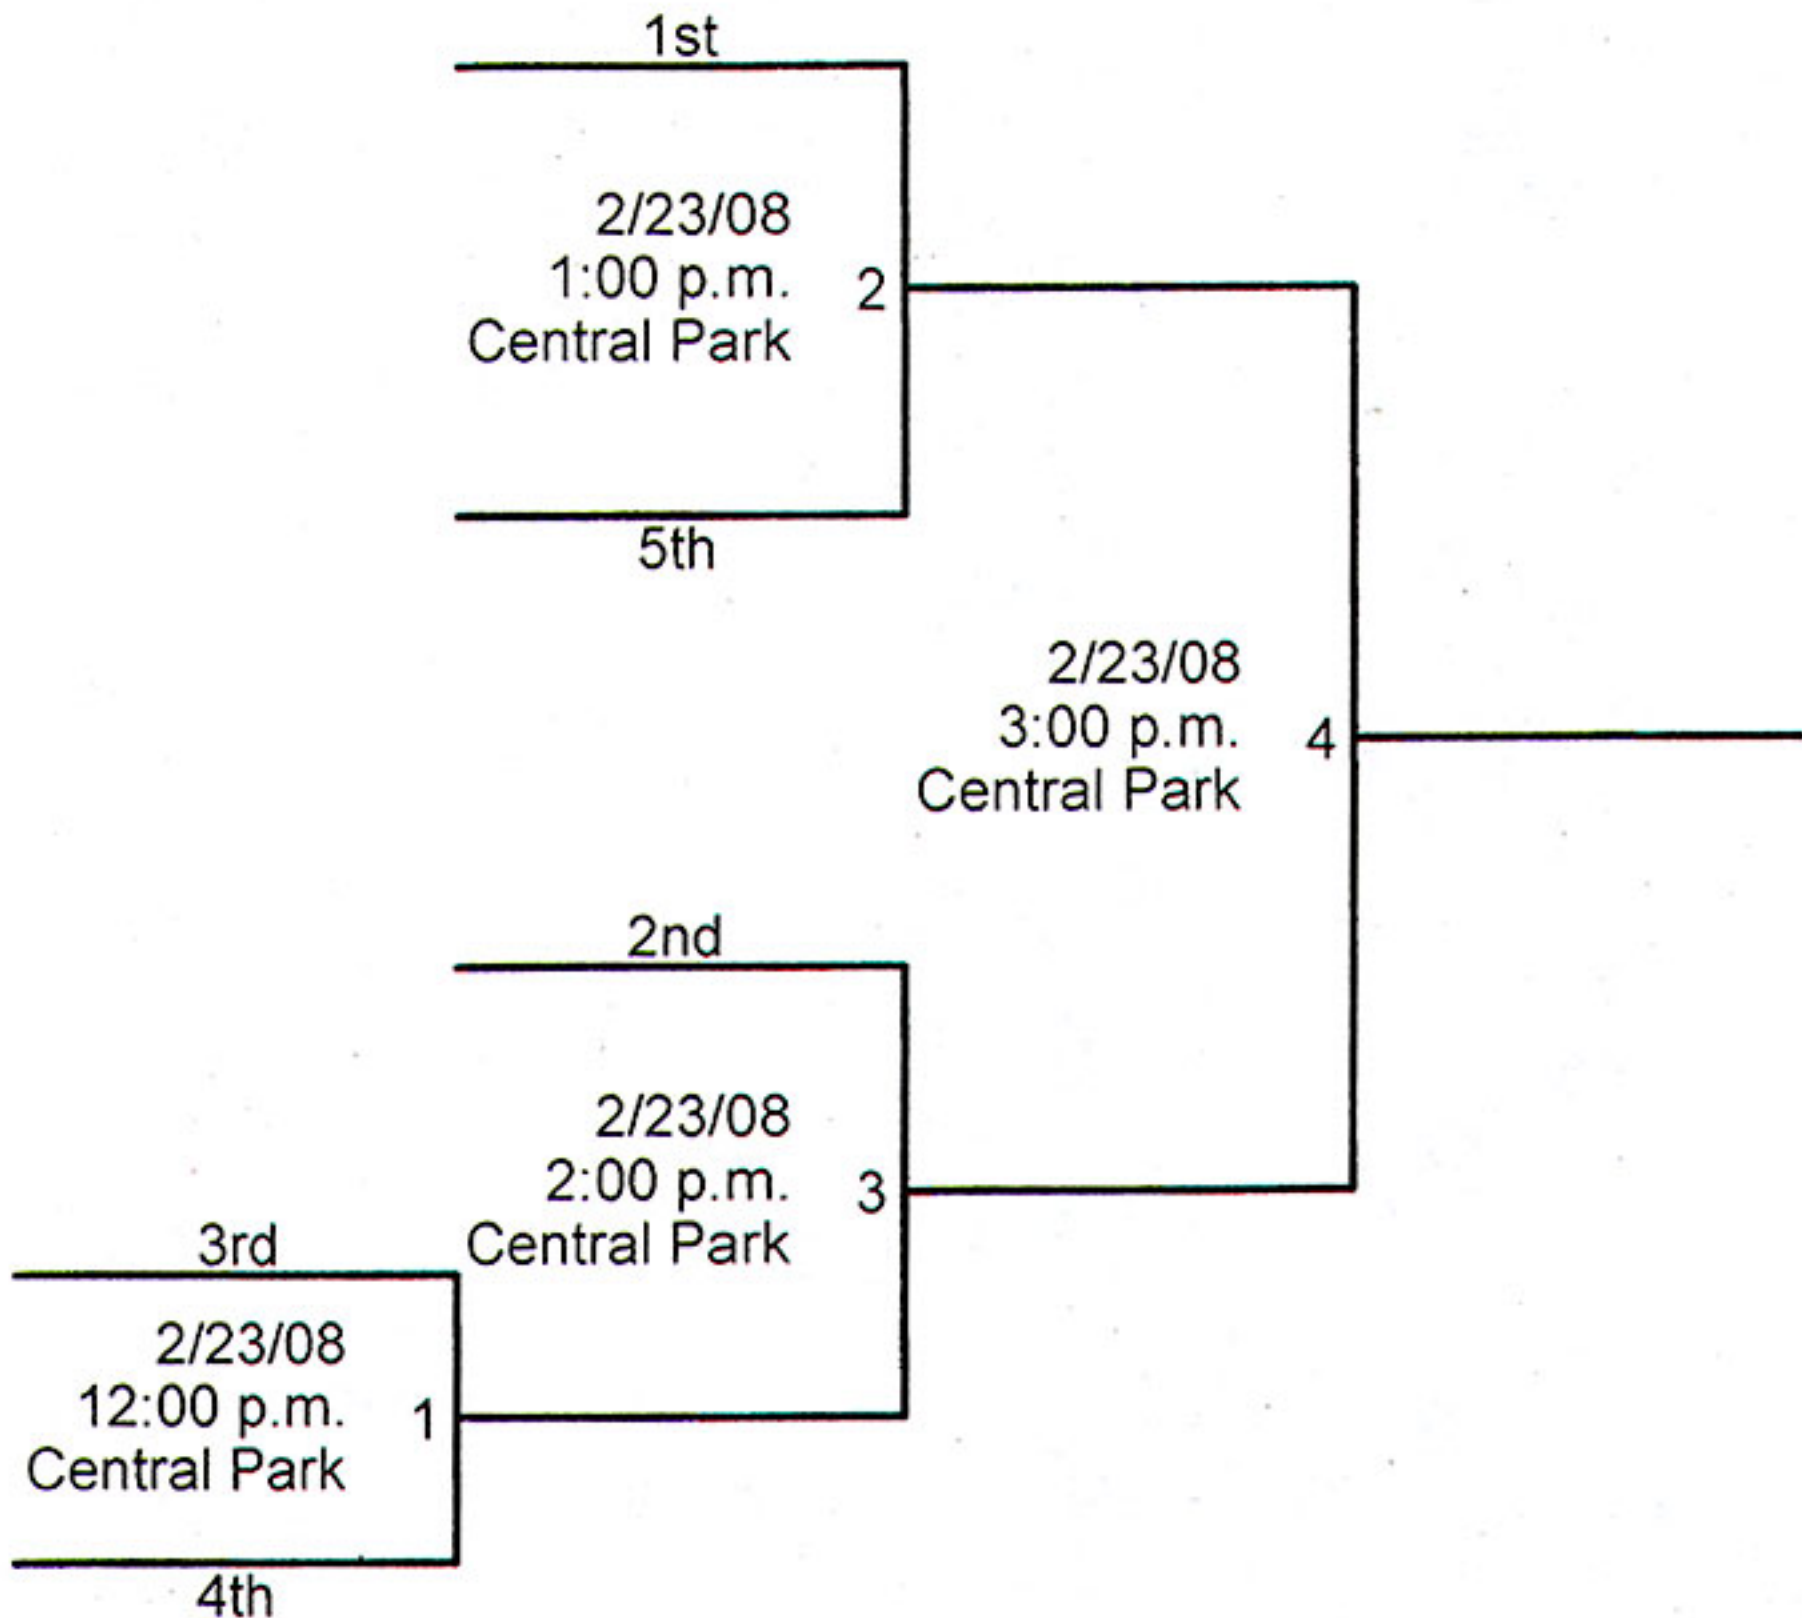 1st
2/23/08
1:00 p.m.
2
Central Park
5th
2/23/08
3:00 p.m.
4
Central Park
2nd
2/23/08
2:00 p.m.
3
Central Park
3rd
2/23/08
12:00 p.m.
1
Central Park
4th